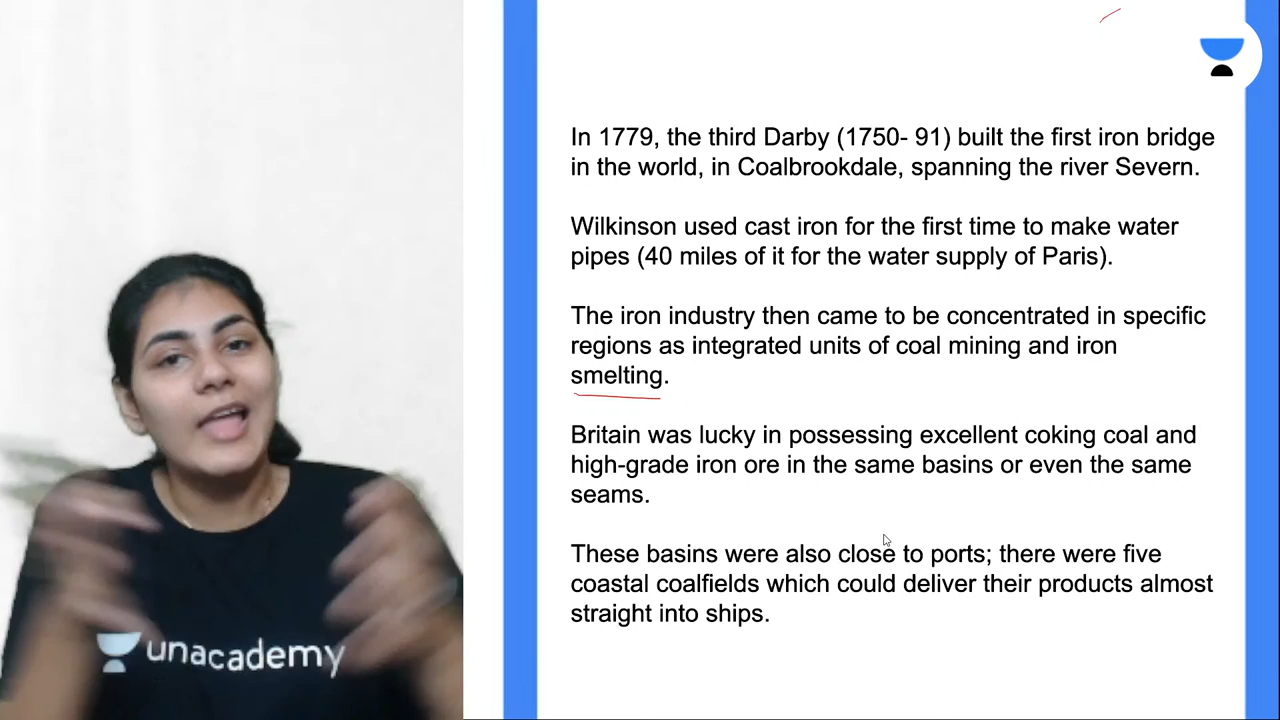 In 1779, the third Darby (1750- 91) built the first iron bridge
in the world, in Coalbrookdale, spanning the river Severn.
Wilkinson used cast iron for the first time to make water
pipes (40 miles of it for the water supply of Paris).
The iron industry then came to be concentrated in specific
regions as integrated units of coal mining and iron
smelting.
Britain was lucky in possessing excellent coking coal and
high-grade iron ore in the same basins or even the same
seams.
These basins were also close to ports; there were five
coastal coalfields which could deliver their products almost
straight into ships.
unacademy